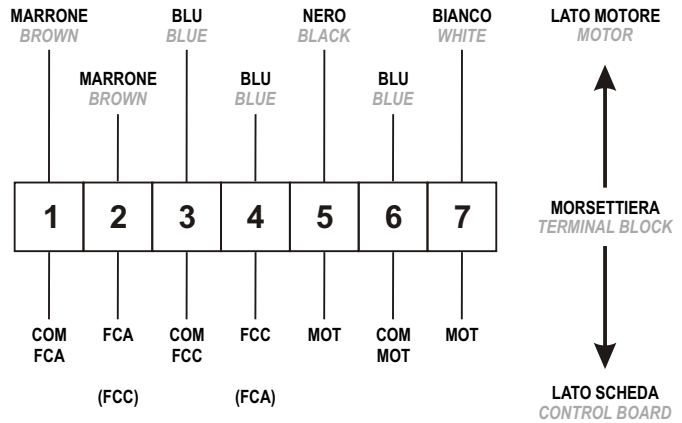 MARRONE BLU NERO BIANCO LATO MOTORE
BROWN BLUE BLACK WHITE MOTOR
MARRONE BLU BLU
BROWN BLUE BLUE
1 2 3 4 5 6 7
MORSETTIERA
TERMINAL BLOCK
COM FCA COM FCC MOT COM MOT
FCA FCC MOT
(FCC) (FCA)
LATO SCHEDA
CONTROL BOARD